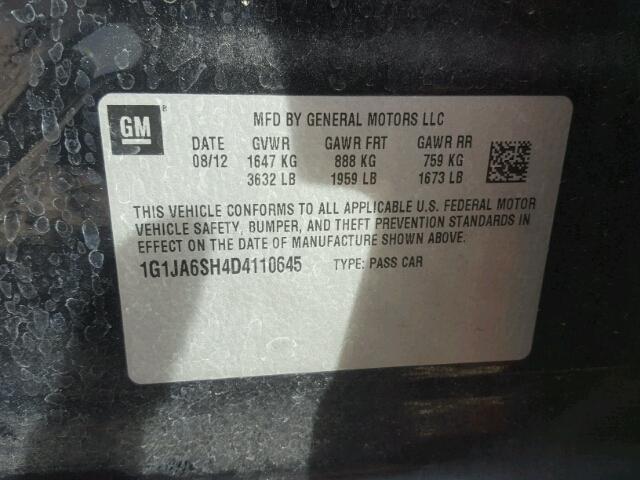 GM ®
MFD BY GENERAL MOTORS LLC
DATE GVWR GAWR FRT GAWR RR
08/12 1647 KG 888 KG 759 KG
3632 LB 1959 LB 1673 LB
THIS VEHICLE CONFORMS TO ALL APPLICABLE U.S. FEDERAL MOTOR
VEHICLE SAFETY, BUMPER, AND THEFT PREVENTION STANDARDS IN
EFFECT ON THE DATE OF MANUFACTURE SHOWN ABOVE.
1G1JA6SH4D4110645 TYPE: PASS CAR